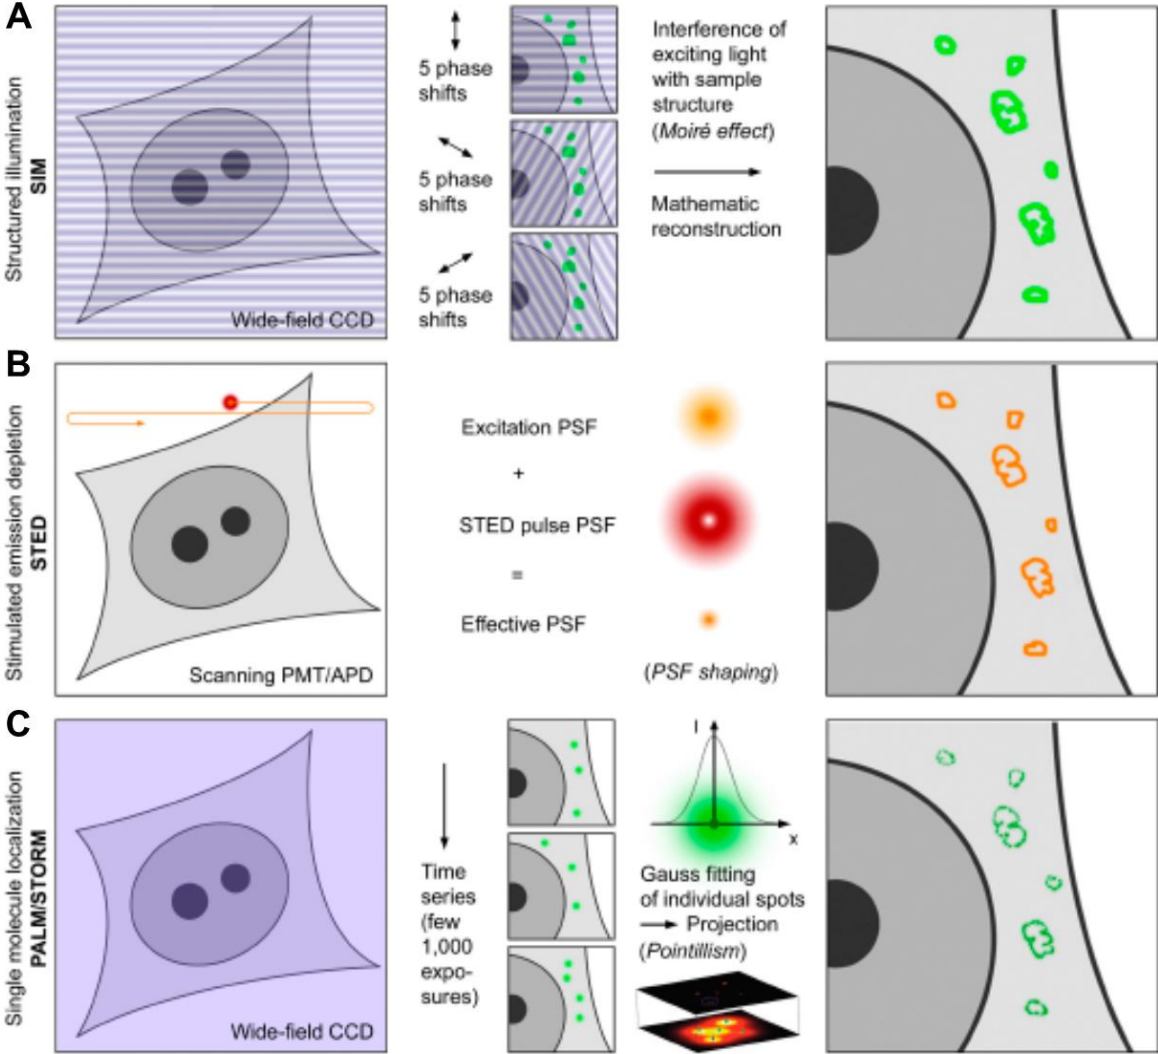 A
Structured illumination
SIM
Wide-field CCD
5 phase
shifts
5 phase
shifts
5 phase
shifts
Interference of
exciting light
with sample
structure
(Moiré effect)
Mathematic
reconstruction
B
Stimulated emission depletion
STED
Scanning PMT/APD
Excitation PSF
+
STED pulse PSF
=
Effective PSF
(PSF shaping)
C
Single molecule localization
PALM/STORM
Wide-field CCD
Time
series
(few
1,000
expo-
sures)
I
x
Gauss fitting
of individual spots
Projection
(Pointillism)